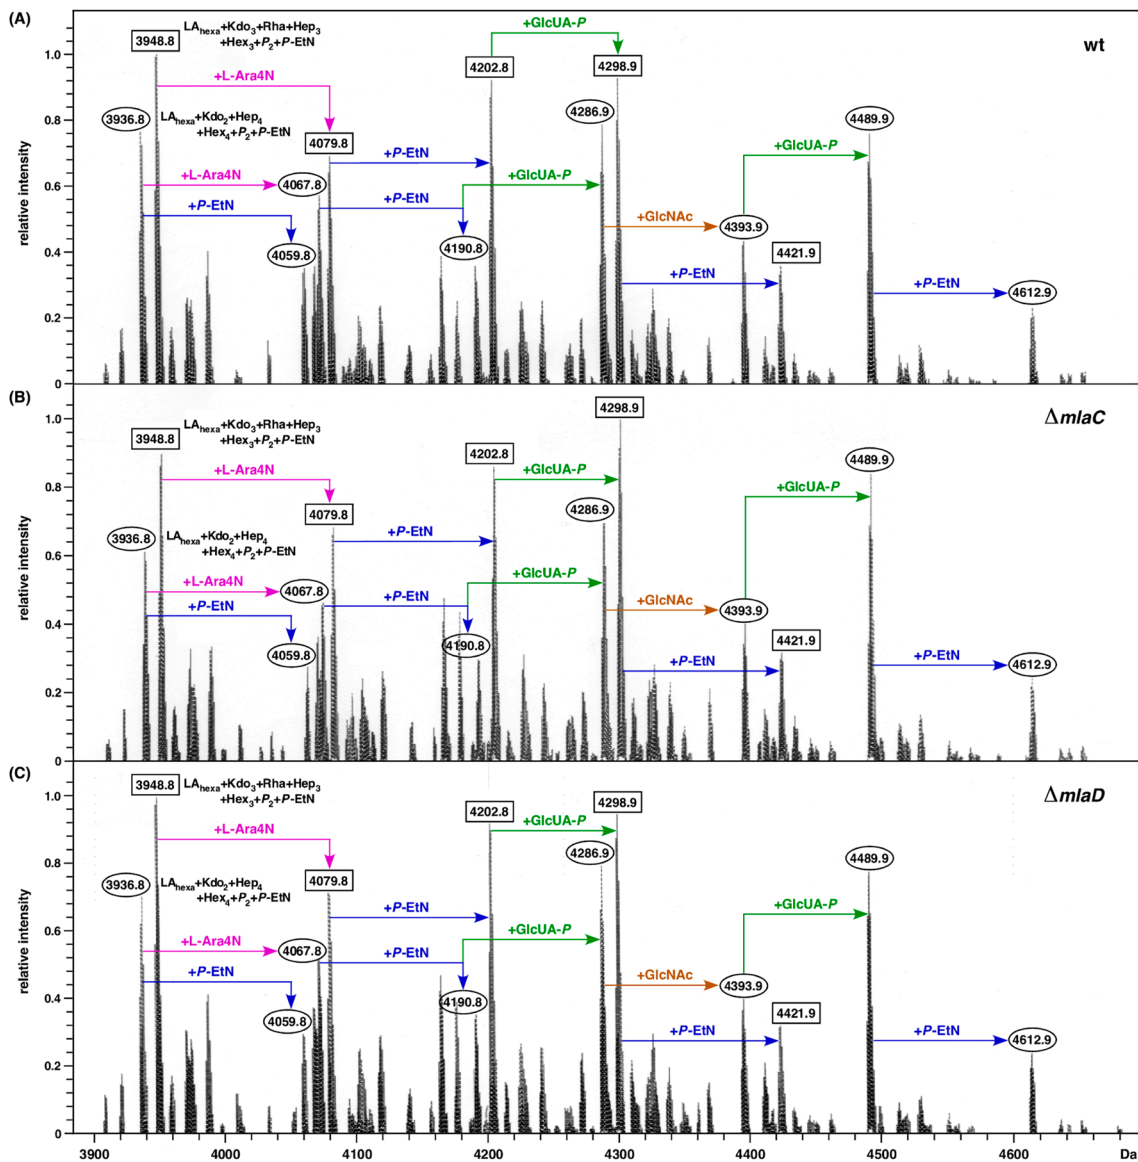 (A)
wt
LAhexa+Kdo3+Rha+Hep3
+Hex3+P2+P-EtN
3948.8
+GlcUA-P
4202.8
4298.9
+L-Ara4N
3936.8
LAhexa+Kdo2+Hep4
+Hex4+P2+P-EtN
4079.8
4286.9
4489.9
+P-EtN
+GlcUA-P
+L-Ara4N
4067.8
+GlcUA-P
+P-EtN
+P-EtN
4059.8
4190.8
+GlcNAc
4393.9
4421.9
+P-EtN
+P-EtN
4612.9
relative intensity
1.0
0.8
0.6
0.4
0.2
0
(B)
ΔmlaC
LAhexa+Kdo3+Rha+Hep3
+Hex3+P2+P-EtN
3948.8
4298.9
4202.8
4489.9
+L-Ara4N
+GlcUA-P
+GlcUA-P
4079.8
4286.9
3936.8
LAhexa+Kdo2+Hep4
+Hex4+P2+P-EtN
+P-EtN
+L-Ara4N
4067.8
+GlcUA-P
+P-EtN
+P-EtN
4059.8
4190.8
+GlcNAc
4393.9
4421.9
+P-EtN
+P-EtN
4612.9
relative intensity
1.0
0.8
0.6
0.4
0.2
0
(C)
ΔmlaD
LAhexa+Kdo3+Rha+Hep3
+Hex3+P2+P-EtN
3948.8
4202.8
4298.9
+L-Ara4N
+GlcUA-P
4286.9
4489.9
3936.8
LAhexa+Kdo2+Hep4
+Hex4+P2+P-EtN
4079.8
+P-EtN
+GlcUA-P
+L-Ara4N
4067.8
+GlcUA-P
+P-EtN
+P-EtN
4059.8
4190.8
+GlcNAc
4393.9
4421.9
+P-EtN
+P-EtN
4612.9
relative intensity
1.0
0.8
0.6
0.4
0.2
0
3900 4000 4100 4200 4300 4400 4500 4600 Da